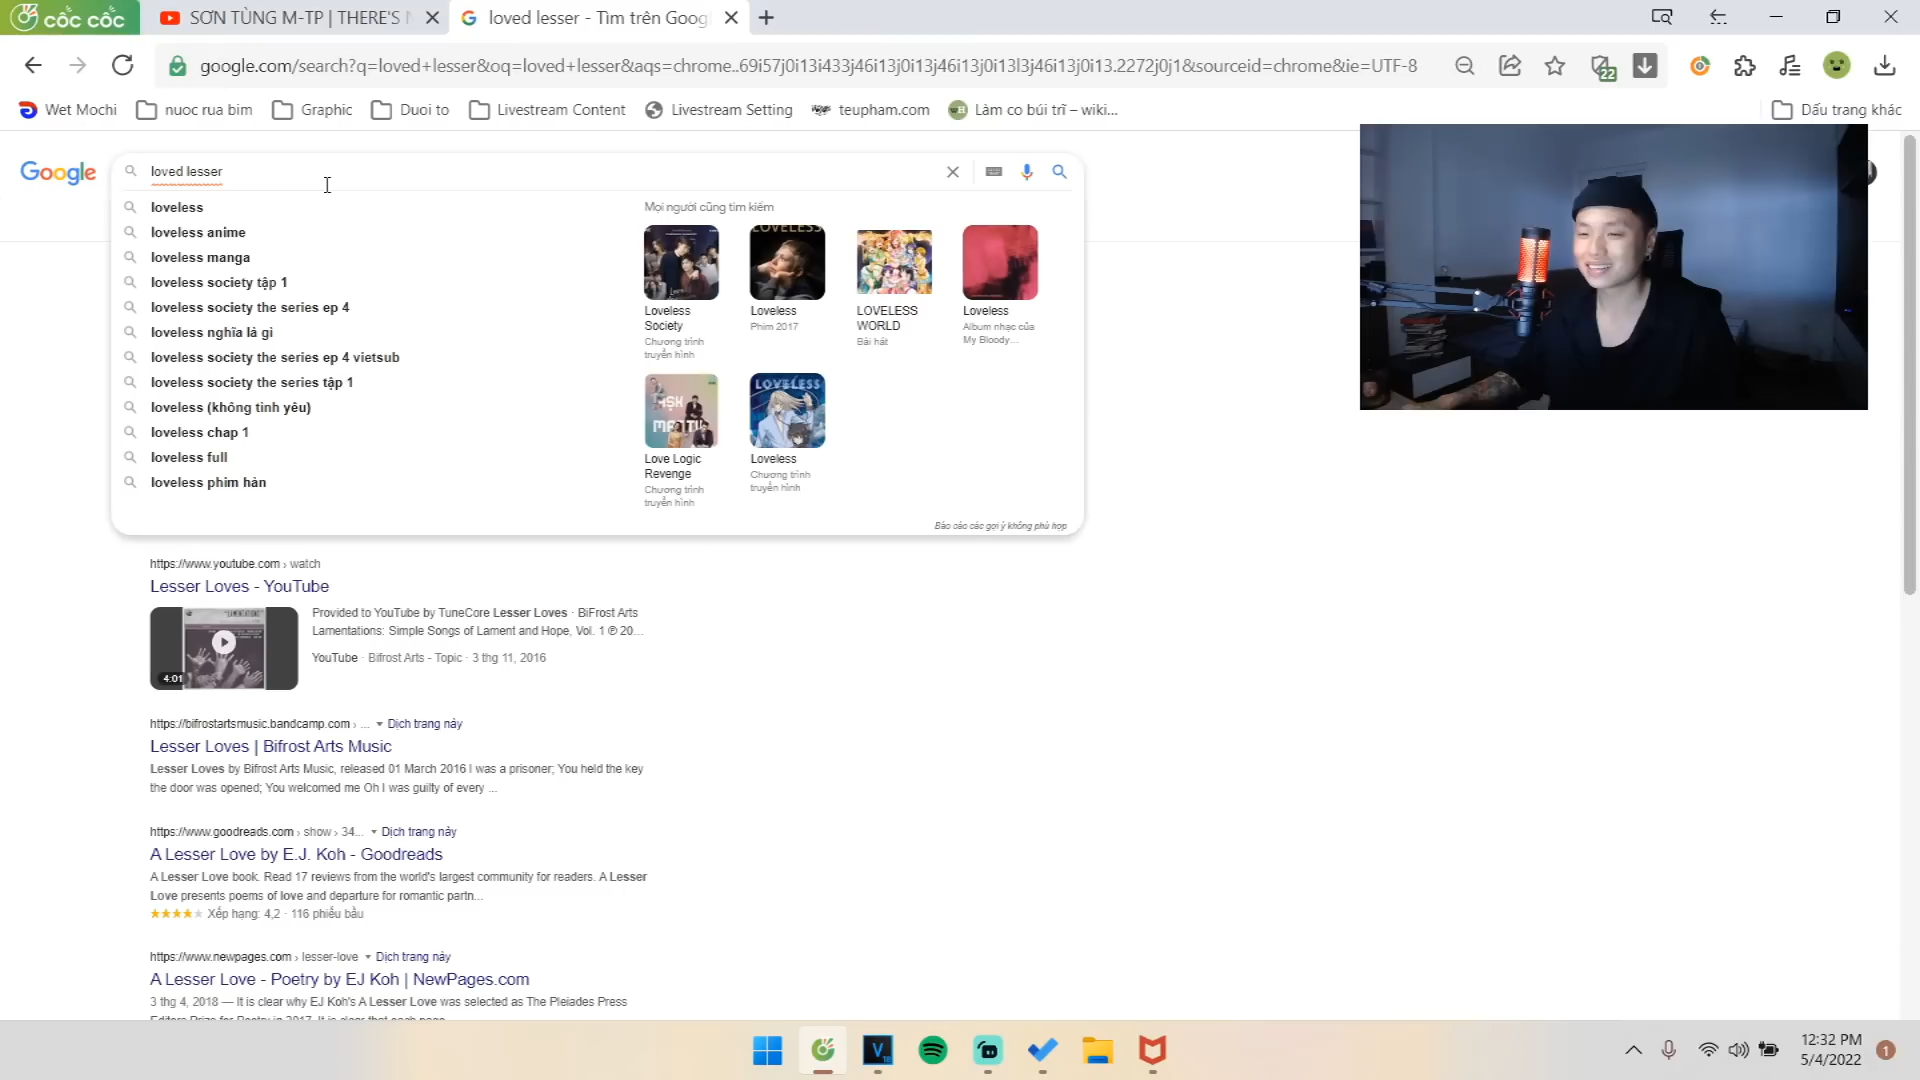 cốc cốc
SƠN TÙNG M-TP | THERE'S N
loved lesser - Tìm trên Goog
google.com/search?q=loved+lesser&oq=loved+lesser&aqs=chrome..69i57j0i13i433j46i13j0i13j46i13j0i13l3j46i13j0i13.2272j0j1&sourceid=chrome&ie=UTF-8
22
Wet Mochi
nuoc rua bim
Graphic
Duoi to
Livestream Content
Livestream Setting
teupham.com
Làm co búi trĩ – wiki...
Dấu trang khác
Google
loved lesser
loveless
loveless anime
loveless manga
loveless society tập 1
loveless society the series ep 4
loveless nghĩa là gì
loveless society the series ep 4 vietsub
loveless society the series tập 1
loveless (không tình yêu)
loveless chap 1
loveless full
loveless phim hàn
Mọi người cũng tìm kiếm
Loveless
Society
Chương trình
truyền hình
LOVELESS
Loveless
Phim 2017
LOVELESS
WORLD
Bài hát
Loveless
Album nhạc của
My Bloody...
Love Logic
Revenge
Chương trình
truyền hình
LOVELESS
Loveless
Chương trình
truyền hình
Báo cáo các gợi ý không phù hợp
https://www.youtube.com › watch
Lesser Loves - YouTube
4:01
Provided to YouTube by TuneCore Lesser Loves · BiFrost Arts
Lamentations: Simple Songs of Lament and Hope, Vol. 1 ℗ 20...
YouTube · Bifrost Arts - Topic · 3 thg 11, 2016
https://bifrostartsmusic.bandcamp.com › ... Dịch trang này
Lesser Loves | Bifrost Arts Music
Lesser Loves by Bifrost Arts Music, released 01 March 2016 I was a prisoner; You held the key
the door was opened; You welcomed me Oh I was guilty of every ...
https://www.goodreads.com › show › 34... Dịch trang này
A Lesser Love by E.J. Koh - Goodreads
A Lesser Love book. Read 17 reviews from the world's largest community for readers. A Lesser
Love presents poems of love and departure for romantic partn...
Xếp hạng: 4,2 · 116 phiếu bầu
https://www.newpages.com › lesser-love Dịch trang này
A Lesser Love - Poetry by EJ Koh | NewPages.com
3 thg 4, 2018 — It is clear why EJ Koh's A Lesser Love was selected as The Pleiades Press
V
18
12:32 PM
5/4/2022
1